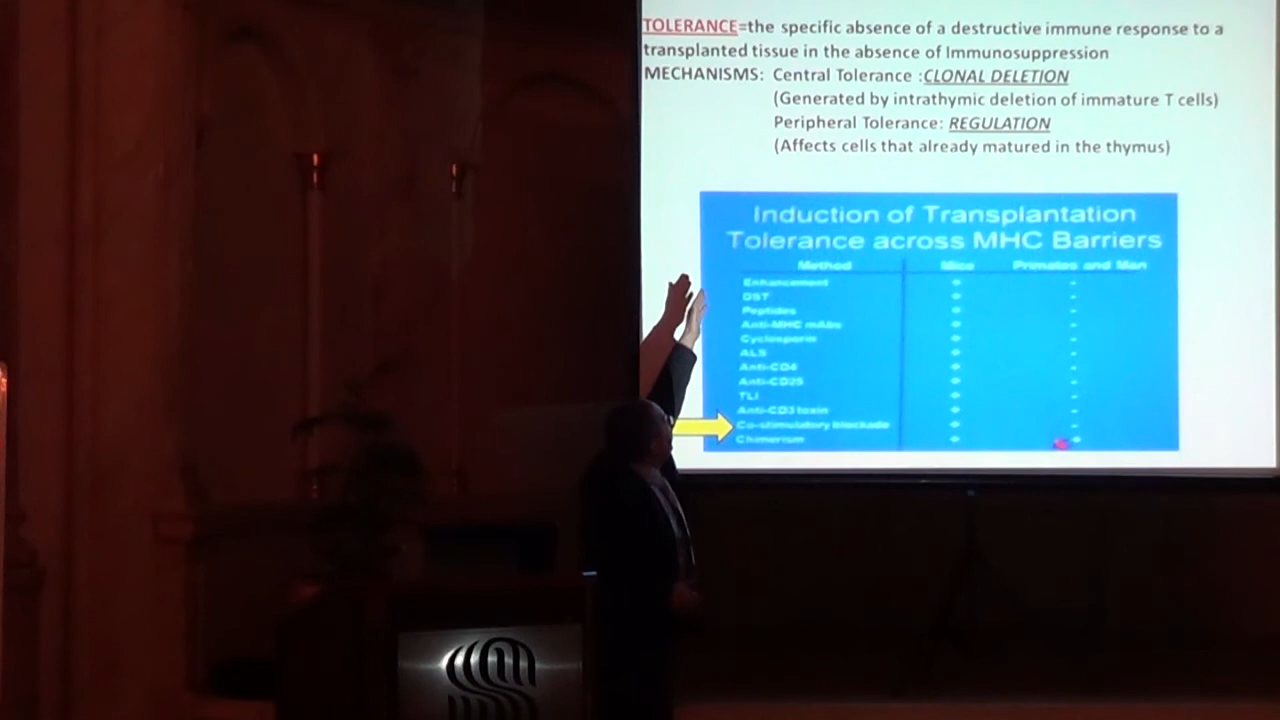 TOLERANCE=the specific absence of a destructive immune response to a
transplanted tissue in the absence of Immunosuppression
MECHANISMS: Central Tolerance :CLONAL DELETION
(Generated by intrathymic deletion of immature T cells)
Peripheral Tolerance: REGULATION
(Affects cells that already matured in the thymus)
Induction of Transplantation
Tolerance across MHC Barriers
Method Mice Primates and Man
Enhancement + -
DST + -
Peptides + -
Anti-MHC mAbs + -
Cyclosporin + -
ALS + -
Anti-CD4 + -
Anti-CD25 + -
TLI + -
Anti-CD3 toxin + -
Co-stimulatory blockade + -
Chimerism + +